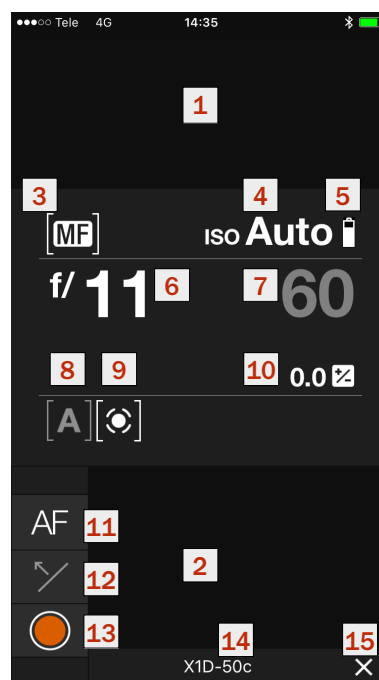 Tele 4G 14:35
1
3 4 5
MF ISO Auto
f/11 6 7 60
8 9 10 0.0 +/-
A
AF 11
2
12
13 14 15
X1D-50c